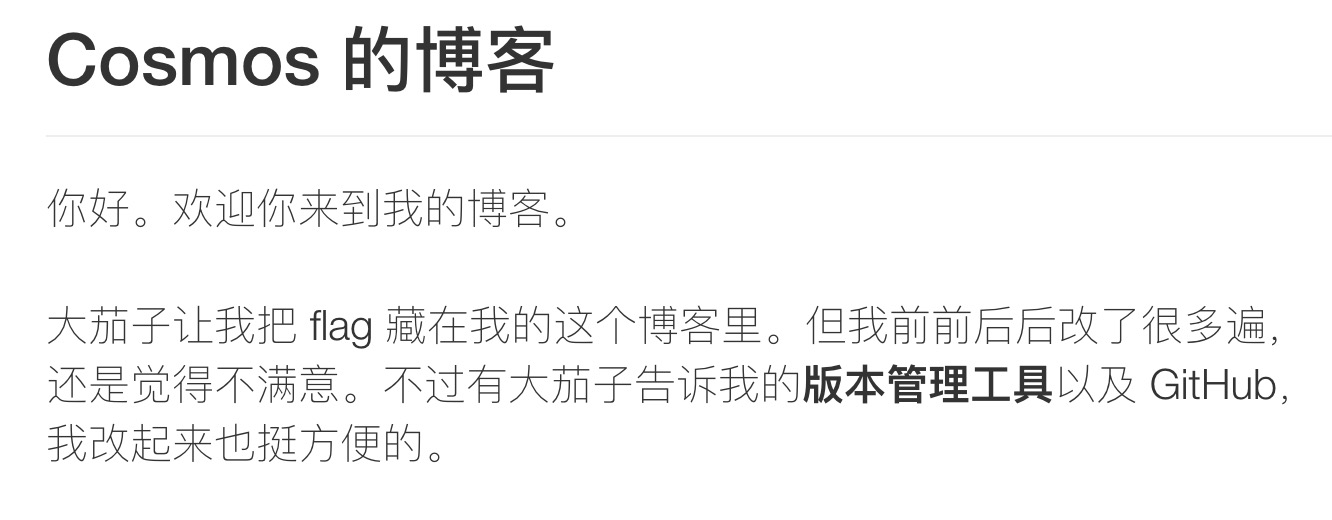 Cosmos 的博客
你好。欢迎你来到我的博客。
大茄子让我把 flag 藏在我的这个博客里。但我前前后后改了很多遍，
还是觉得不满意。不过有大茄子告诉我的版本管理工具以及 GitHub，
我改起来也挺方便的。